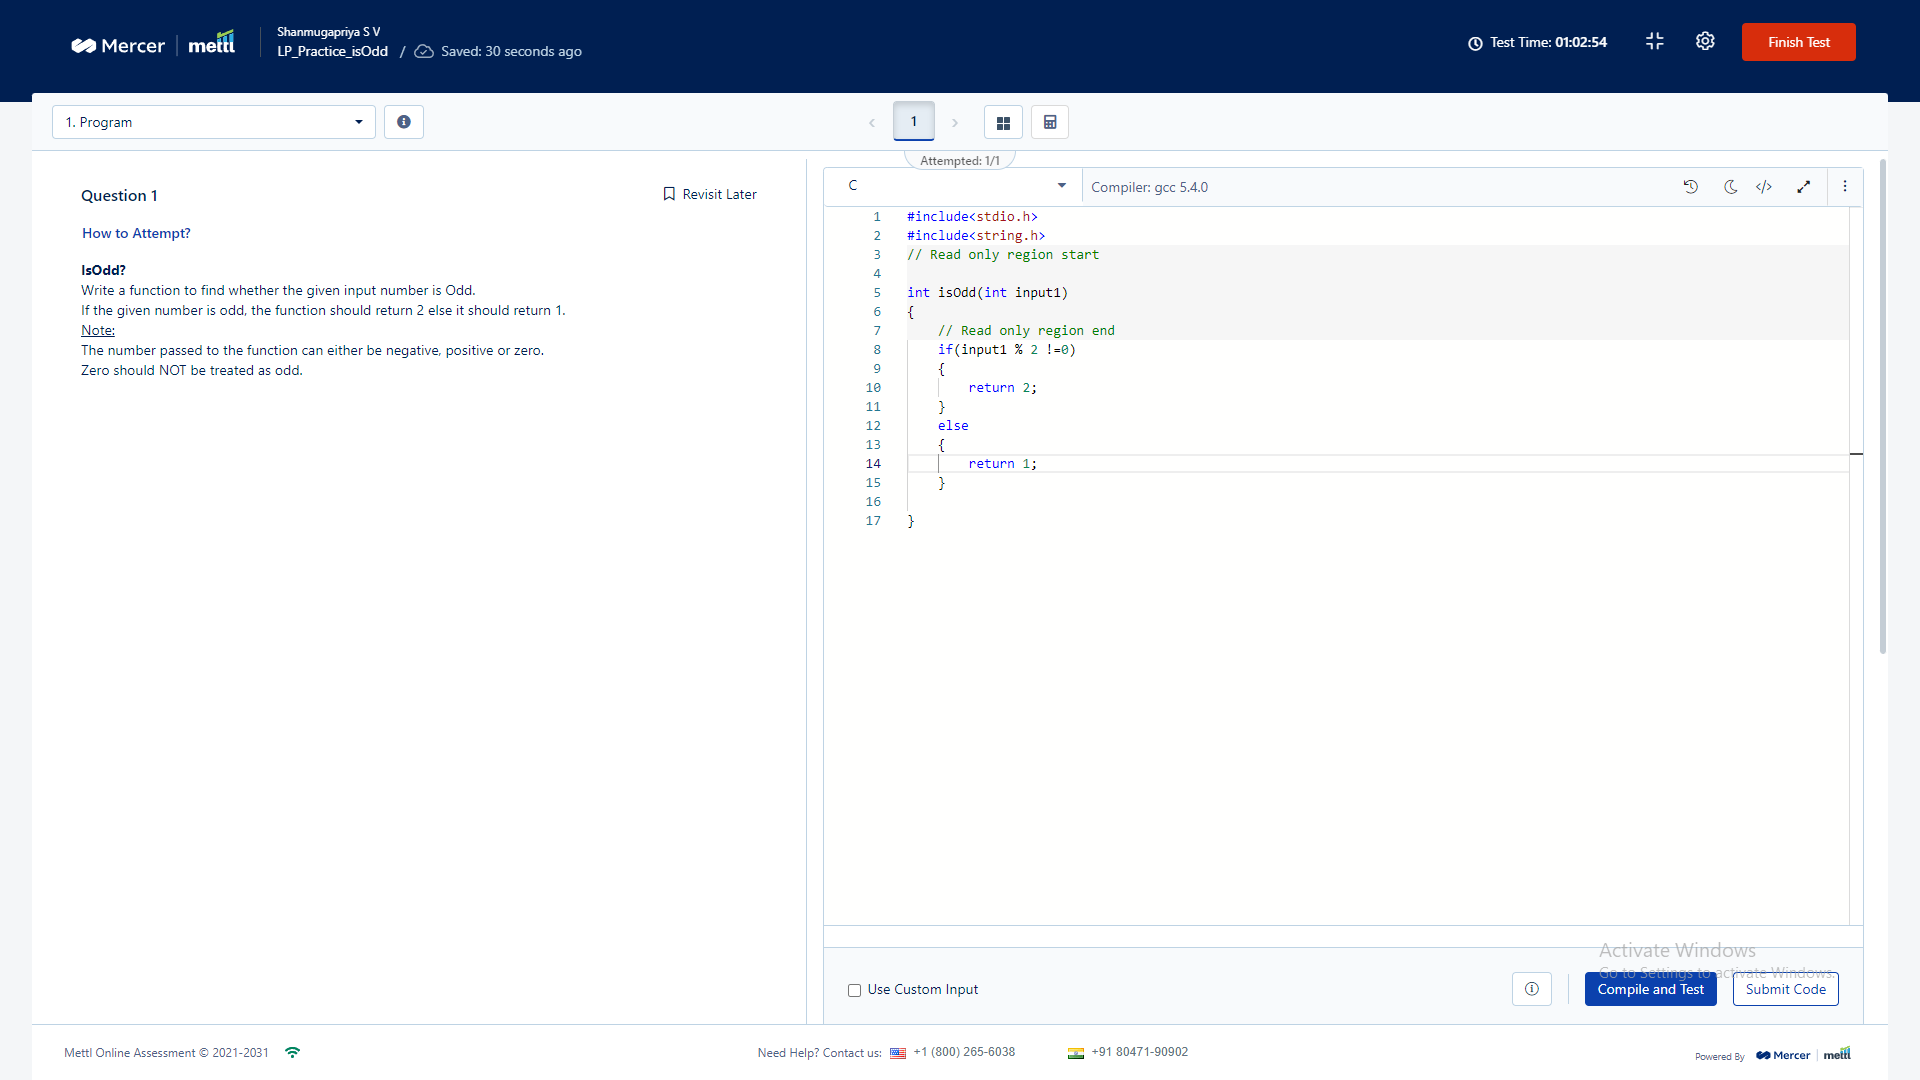 Mercer | mettl
Shanmugapriya S V
LP_Practice_isOdd / Saved: 30 seconds ago
Test Time: 01:02:54
Finish Test
1. Program
1
Attempted: 1/1
Question 1
Revisit Later
How to Attempt?
IsOdd?
Write a function to find whether the given input number is Odd.
If the given number is odd, the function should return 2 else it should return 1.
Note:
The number passed to the function can either be negative, positive or zero.
Zero should NOT be treated as odd.
C
Compiler: gcc 5.4.0
1 #include<stdio.h>
2 #include<string.h>
3 // Read only region start
4
5 int isOdd(int input1)
6 {
7 // Read only region end
8 if(input1 % 2 !=0)
9 {
10 return 2;
11 }
12 else
13 {
14 return 1;
15 }
16
17 }
Activate Windows
Go to Settings to activate Windows.
Use Custom Input
Compile and Test
Submit Code
Mettl Online Assessment © 2021-2031
Need Help? Contact us: +1 (800) 265-6038
+91 80471-90902
Powered By Mercer | mettl